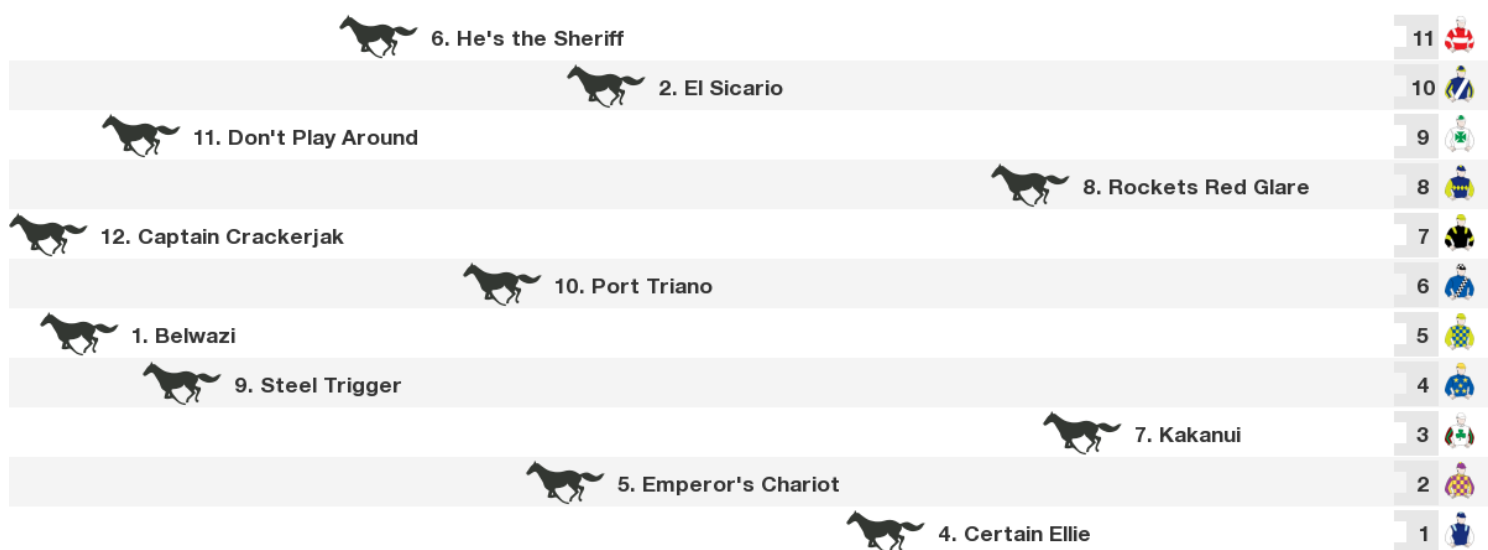 6. He's the Sheriff 11
2. El Sicario 10
11. Don't Play Around 9
8. Rockets Red Glare 8
12. Captain Crackerjak 7
10. Port Triano 6
1. Belwazi 5
9. Steel Trigger 4
7. Kakanui 3
5. Emperor's Chariot 2
4. Certain Ellie 1